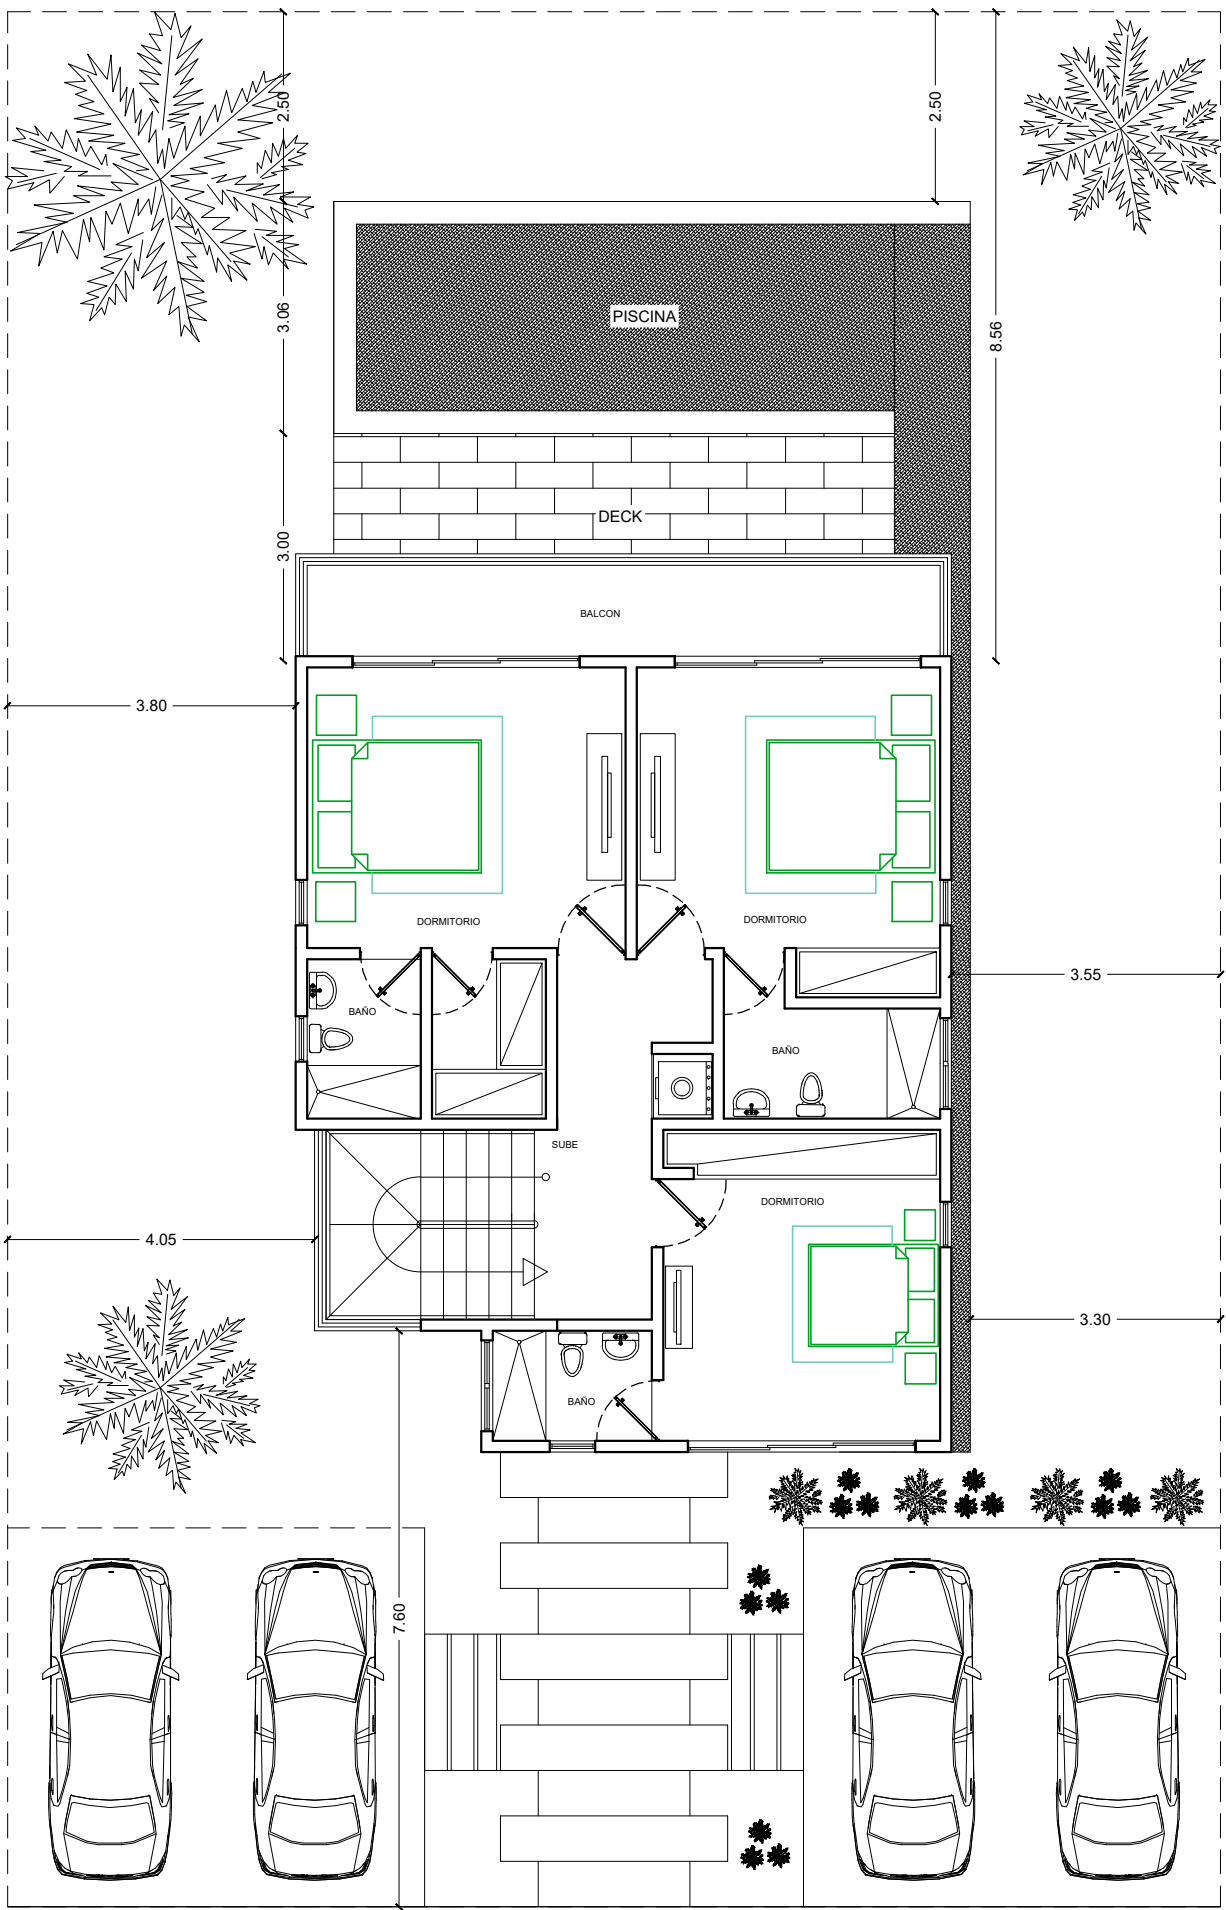 2.50
2.50
3.06
PISCINA
8.56
DECK
3.00
BALCON
3.80
DORMITORIO
DORMITORIO
3.55
BAÑO
BAÑO
SUBE
DORMITORIO
4.05
3.30
BAÑO
7.60